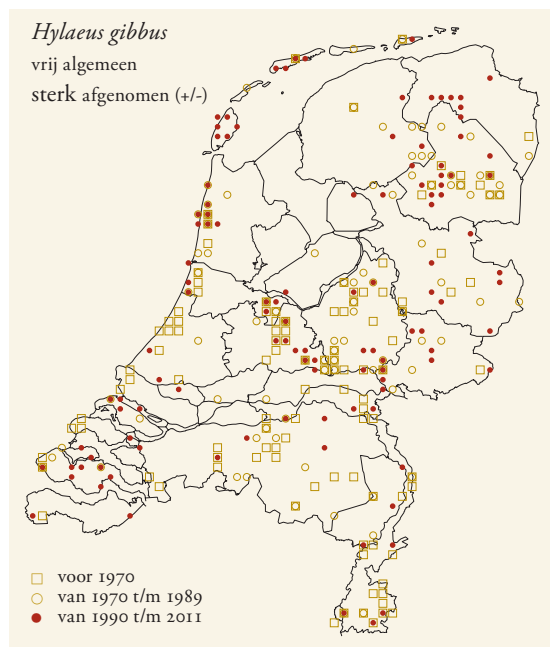 Hylaeus gibbus
vrij algemeen
sterk afgenomen (+/-)
voor 1970
van 1970 t/m 1989
van 1990 t/m 2011